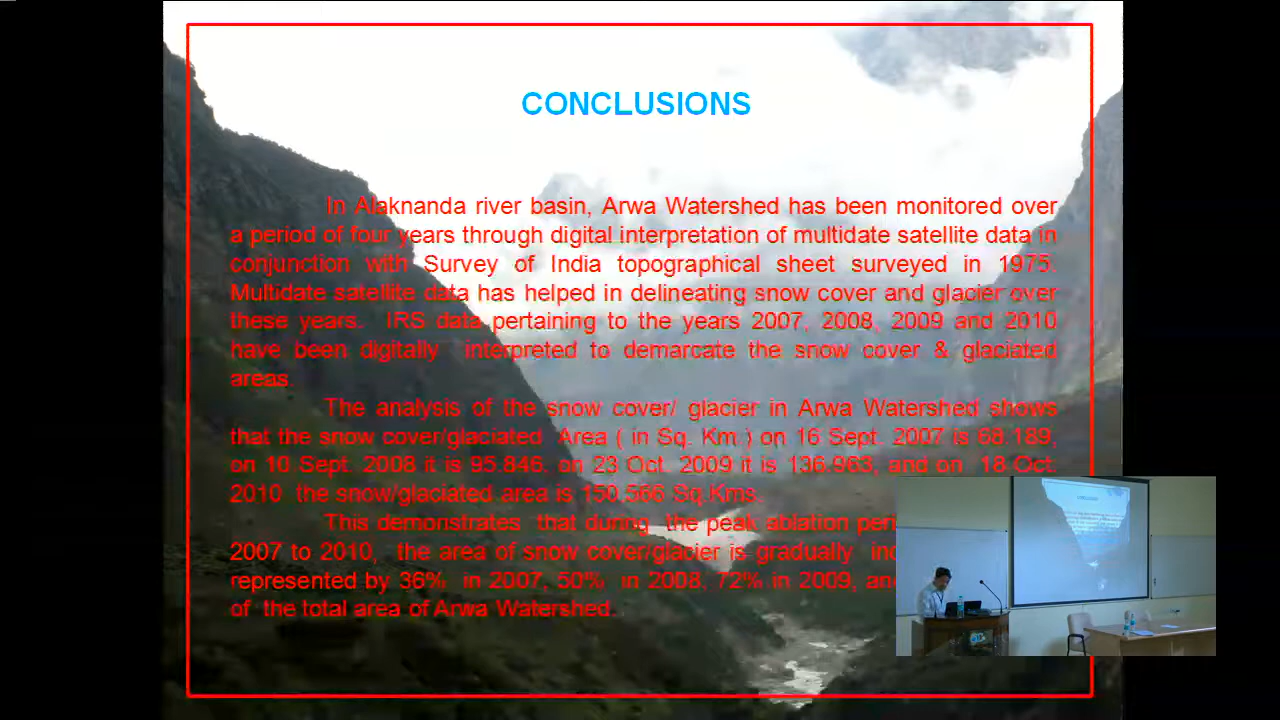 CONCLUSIONS
In Alaknanda river basin, Arwa Watershed has been monitored over
a period of four years through digital interpretation of multidate satellite data in
conjunction with Survey of India topographical sheet surveyed in 1975.
Multidate satellite data has helped in delineating snow cover and glacier over
these years. IRS data pertaining to the years 2007, 2008, 2009 and 2010
have been digitally interpreted to demarcate the snow cover & glaciated
areas.
The analysis of the snow cover/ glacier in Arwa Watershed shows
that the snow cover/glaciated Area ( in Sq. Km ) on 16 Sept. 2007 is 68.189,
on 10 Sept. 2008 it is 95.846, on 23 Oct. 2009 it is 136.963, and on 18 Oct.
2010 the snow/glaciated area is 150.566 Sq.Kms.
This demonstrates that during the peak ablation
2007 to 2010, the area of snow cover/glacier is gradually
represented by 36% in 2007, 50% in 2008, 72% in 2009,
of the total area of Arwa Watershed.